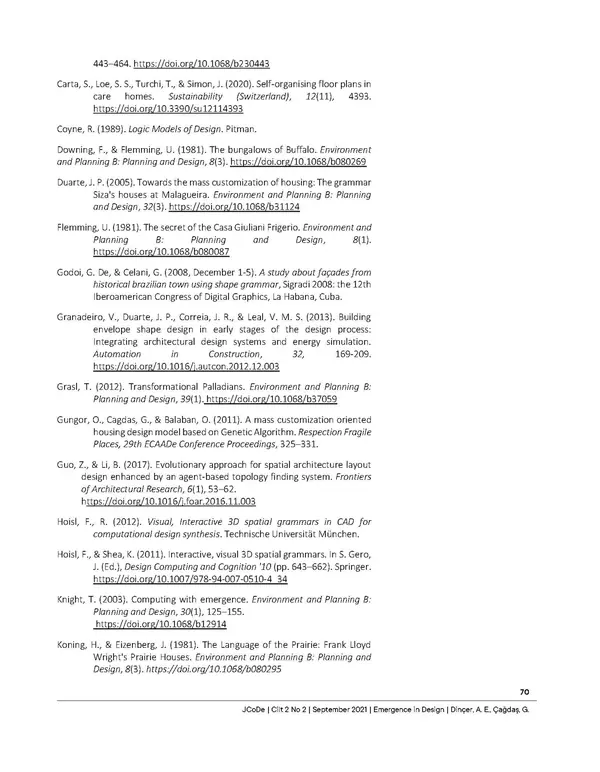 443–464. https://doi.org/10.1068/b230443
Carta, S., Loe, S. S., Turchi, T., & Simon, J. (2020). Self-organising floor plans in
care homes. Sustainability (Switzerland), 12(11), 4393.
https://doi.org/10.3390/su12114393
Coyne, R. (1989). Logic Models of Design. Pitman.
Downing, F., & Flemming, U. (1981). The bungalows of Buffalo. Environment
and Planning B: Planning and Design, 8(3). https://doi.org/10.1068/b080269
Duarte, J. P. (2005). Towards the mass customization of housing: The grammar
Siza's houses at Malagueira. Environment and Planning B: Planning
and Design, 32(3). https://doi.org/10.1068/b31124
Flemming, U. (1981). The secret of the Casa Giuliani Frigerio. Environment and
Planning B: Planning and Design, 8(1).
https://doi.org/10.1068/b080087
Godoi, G. De, & Celani, G. (2008, December 1-5). A study about façades from
historical brazilian town using shape grammar, Sigradi 2008: the 12th
Iberoamerican Congress of Digital Graphics, La Habana, Cuba.
Granadeiro, V., Duarte, J. P., Correia, J. R., & Leal, V. M. S. (2013). Building
envelope shape design in early stages of the design process:
Integrating architectural design systems and energy simulation.
Automation in Construction, 32, 169-209.
https://doi.org/10.1016/j.autcon.2012.12.003
Grasl, T. (2012). Transformational Palladians. Environment and Planning B:
Planning and Design, 39(1). https://doi.org/10.1068/b37059
Gungor, O., Cagdas, G., & Balaban, O. (2011). A mass customization oriented
housing design model based on Genetic Algorithm. Respection Fragile
Places, 29th ECAADe Conference Proceedings, 325–331.
Guo, Z., & Li, B. (2017). Evolutionary approach for spatial architecture layout
design enhanced by an agent-based topology finding system. Frontiers
of Architectural Research, 6(1), 53–62.
https://doi.org/10.1016/j.foar.2016.11.003
Hoisl, F., R. (2012). Visual, Interactive 3D spatial grammars in CAD for
computational design synthesis. Technische Universität München.
Hoisl, F., & Shea, K. (2011). Interactive, visual 3D spatial grammars. In S. Gero,
J. (Ed.), Design Computing and Cognition '10 (pp. 643–662). Springer.
https://doi.org/10.1007/978-94-007-0510-4_34
Knight, T. (2003). Computing with emergence. Environment and Planning B:
Planning and Design, 30(1), 125–155.
https://doi.org/10.1068/b12914
Koning, H., & Eizenberg, J. (1981). The Language of the Prairie: Frank Lloyd
Wright's Prairie Houses. Environment and Planning B: Planning and
Design, 8(3). https://doi.org/10.1068/b080295
70
JCoDe | Cilt 2 No 2 | September 2021 | Emergence in Design | Dinçer, A. E., Çağdaş, G.